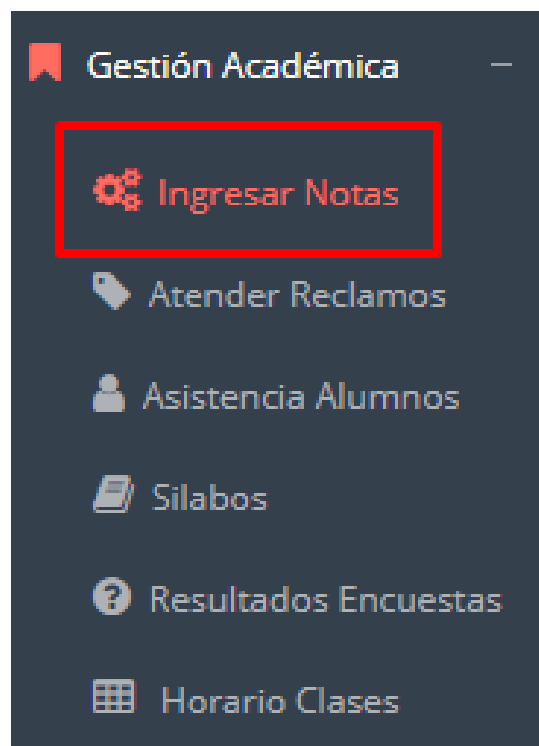 Gestión Académica
Ingresar Notas
Atender Reclamos
Asistencia Alumnos
Silabos
Resultados Encuestas
Horario Clases